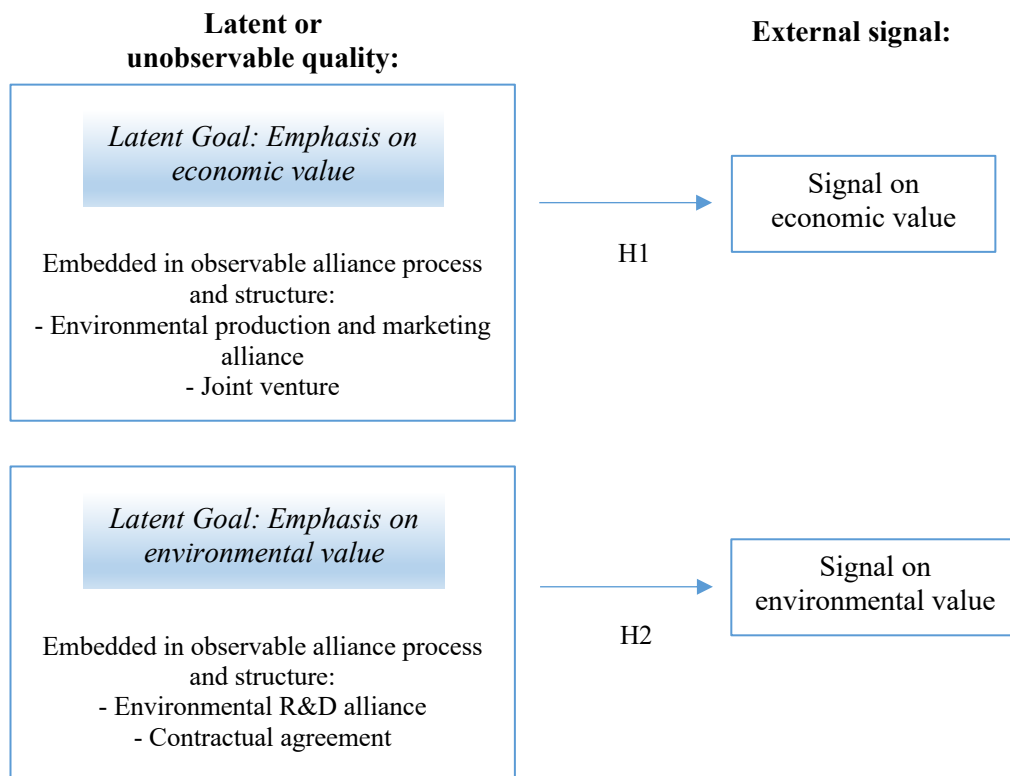 Latent or
unobservable quality:
External signal:
Latent Goal: Emphasis on
economic value
Embedded in observable alliance process
and structure:
- Environmental production and marketing
alliance
- Joint venture
H1
Signal on
economic value
Latent Goal: Emphasis on
environmental value
Embedded in observable alliance process
and structure:
- Environmental R&D alliance
- Contractual agreement
H2
Signal on
environmental value